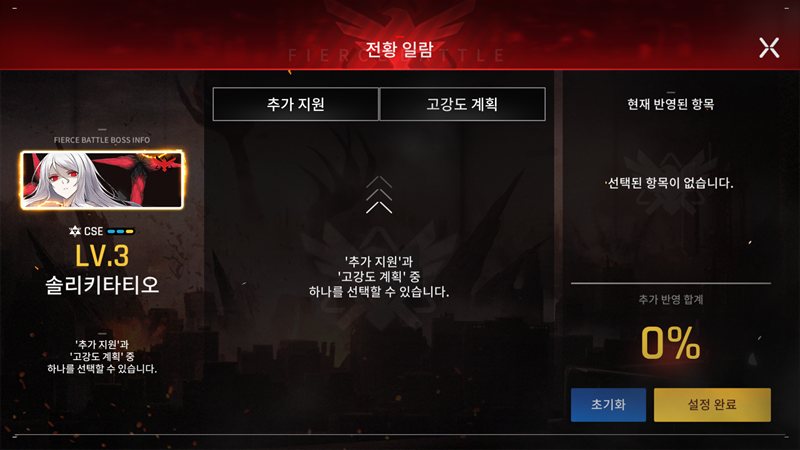 전황 일람
FIERCE BATTLE
추가 지원
고강도 계획
현재 반영된 항목
FIERCE BATTLE BOSS INFO
선택된 항목이 없습니다.
CSE
LV.3
솔리키타티오
'추가 지원'과
'고강도 계획' 중
하나를 선택할 수 있습니다.
'추가 지원'과
'고강도 계획' 중
하나를 선택할 수 있습니다.
추가 반영 합계
0%
초기화
설정 완료